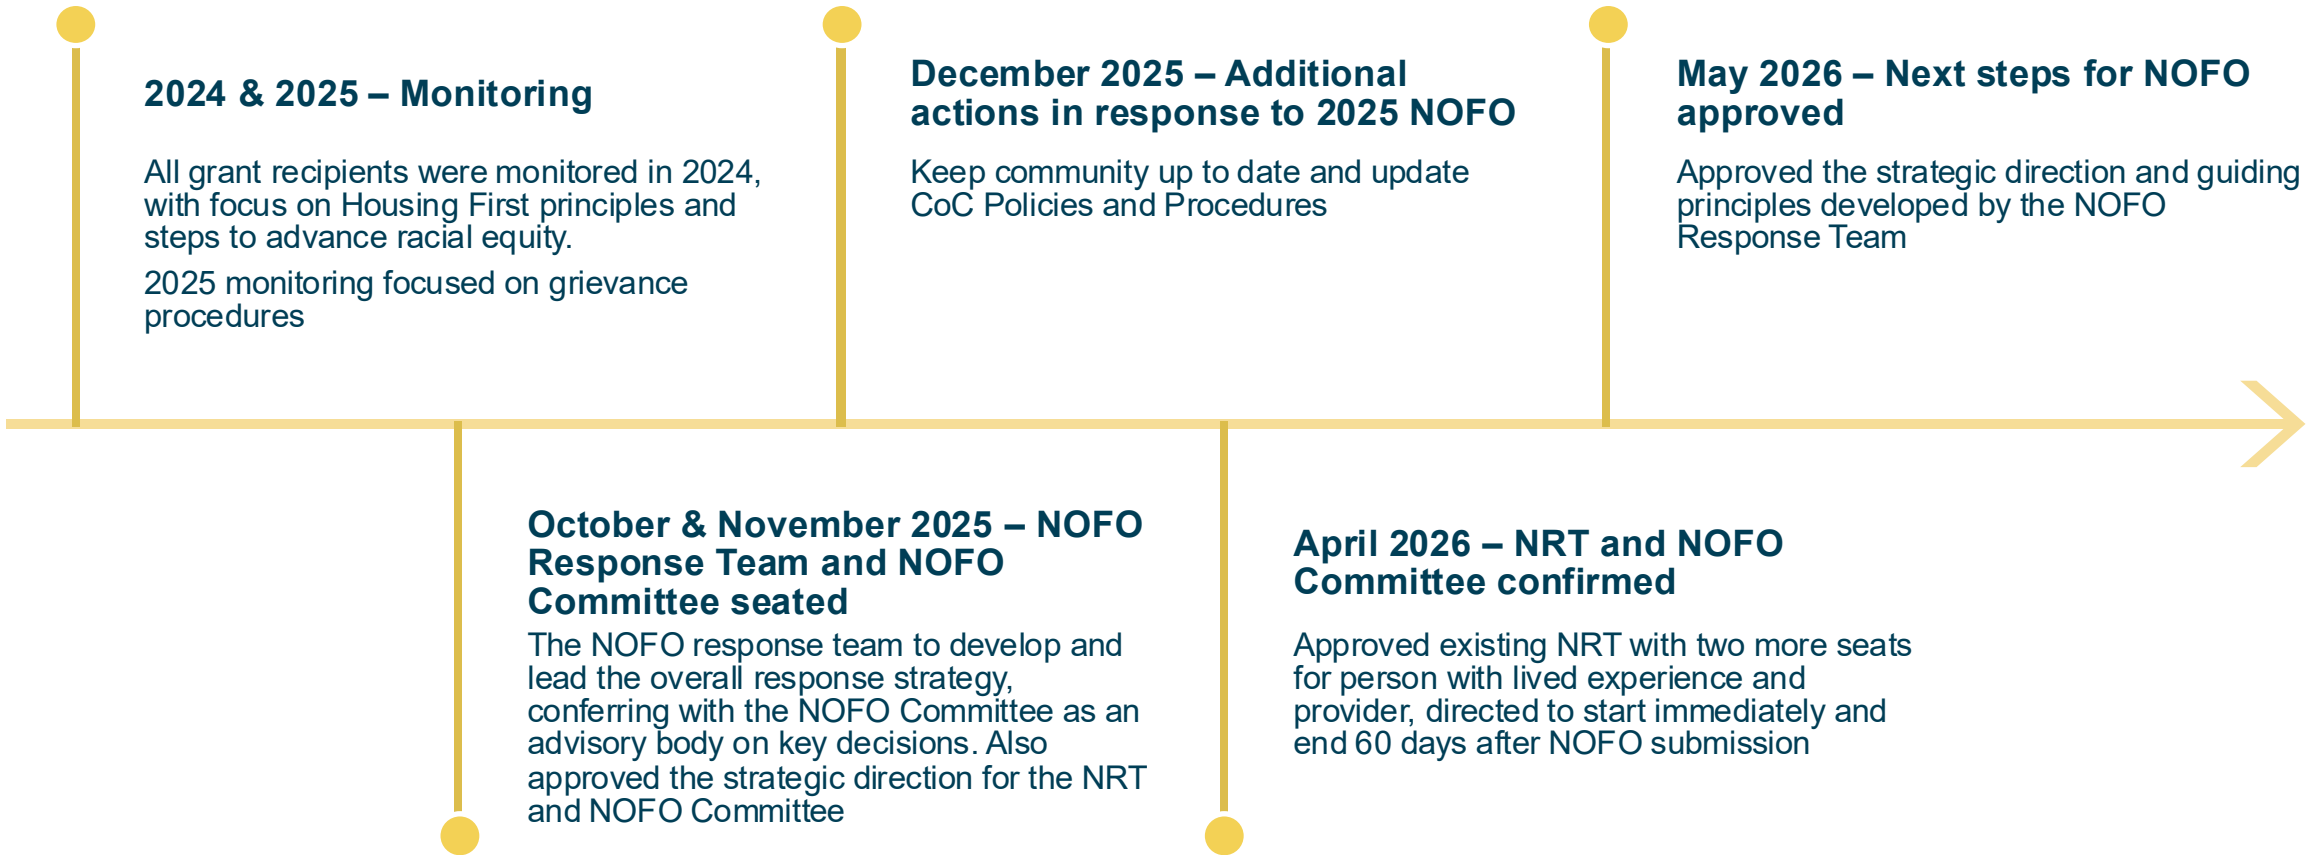 2024 & 2025 – Monitoring
All grant recipients were monitored in 2024,
with focus on Housing First principles and
steps to advance racial equity.
2025 monitoring focused on grievance
procedures
October & November 2025 – NOFO
Response Team and NOFO
Committee seated
The NOFO response team to develop and
lead the overall response strategy,
conferring with the NOFO Committee as an
advisory body on key decisions. Also
approved the strategic direction for the NRT
and NOFO Committee
December 2025 – Additional
actions in response to 2025 NOFO
Keep community up to date and update
CoC Policies and Procedures
April 2026 – NRT and NOFO
Committee confirmed
Approved existing NRT with two more seats
for person with lived experience and
provider, directed to start immediately and
end 60 days after NOFO submission
May 2026 – Next steps for NOFO
approved
Approved the strategic direction and guiding
principles developed by the NOFO
Response Team